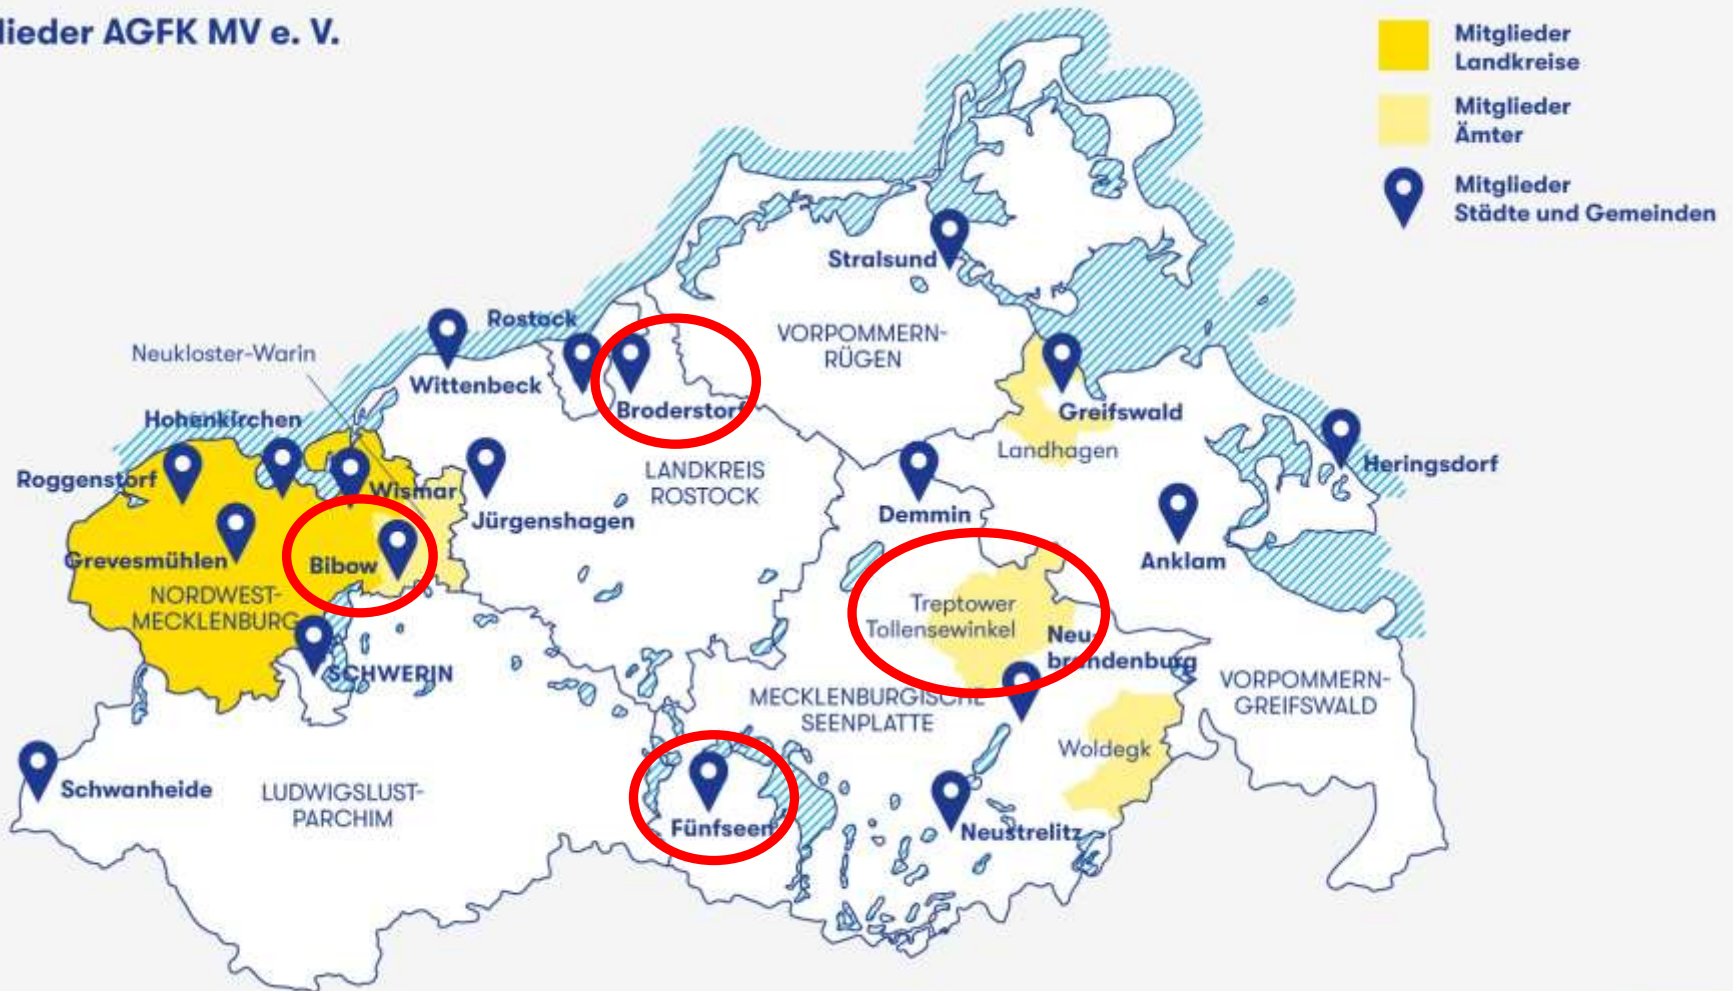 lieder AGFK MV e. V.
Mitglieder
Landkreise
Mitglieder
Ämter
Mitglieder
Städte und Gemeinden
Stralsund
Rostock
VORPOMMERN-
RÜGEN
Neukloster-Warin
Wittenbeck
Broderstorf
Greifswald
Hohenkirchen
Landhagen
Roggenstorf
Wismar
LANDKREIS
ROSTOCK
Heringsdorf
Jürgenshagen
Demmin
Grevesmühlen
Bibow
Anklam
NORDWEST-
MECKLENBURG
Treptower
Tollensewinkel
Neu-
brandenburg
SCHWERIN
MECKLENBURGISCHE
SEENPLATTE
VORPOMMERN-
GREIFSWALD
Woldegk
Schwanheide
LUDWIGSLUST-
PARCHIM
Fünfseen
Neustrelitz